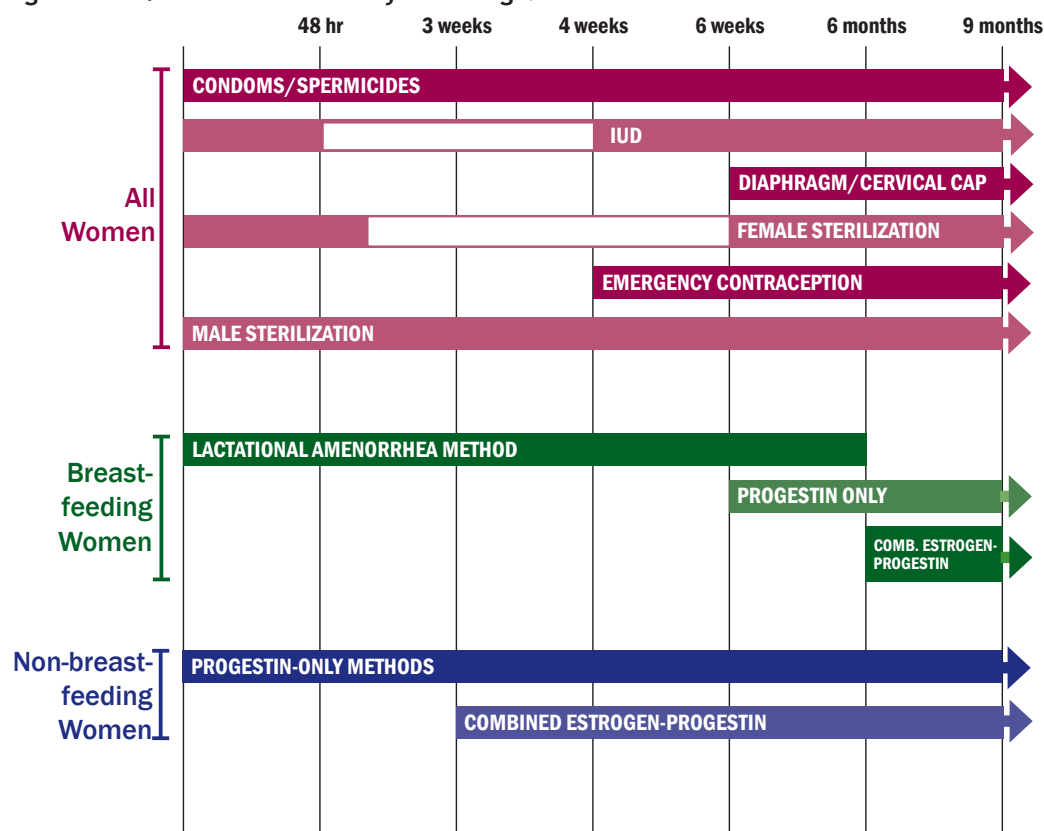 48 hr 3 weeks 4 weeks 6 weeks 6 months 9 months
CONDOMS/SPERMICIDES
IUD
DIAPHRAGM/CERVICAL CAP
All
Women
FEMALE STERILIZATION
EMERGENCY CONTRACEPTION
MALE STERILIZATION
LACTATIONAL AMENORRHEA METHOD
Breast-
feeding
Women
PROGESTIN ONLY
COMB. ESTROGEN-
PROGESTIN
Non-breast-
feeding
Women
PROGESTIN-ONLY METHODS
COMBINED ESTROGEN-PROGESTIN